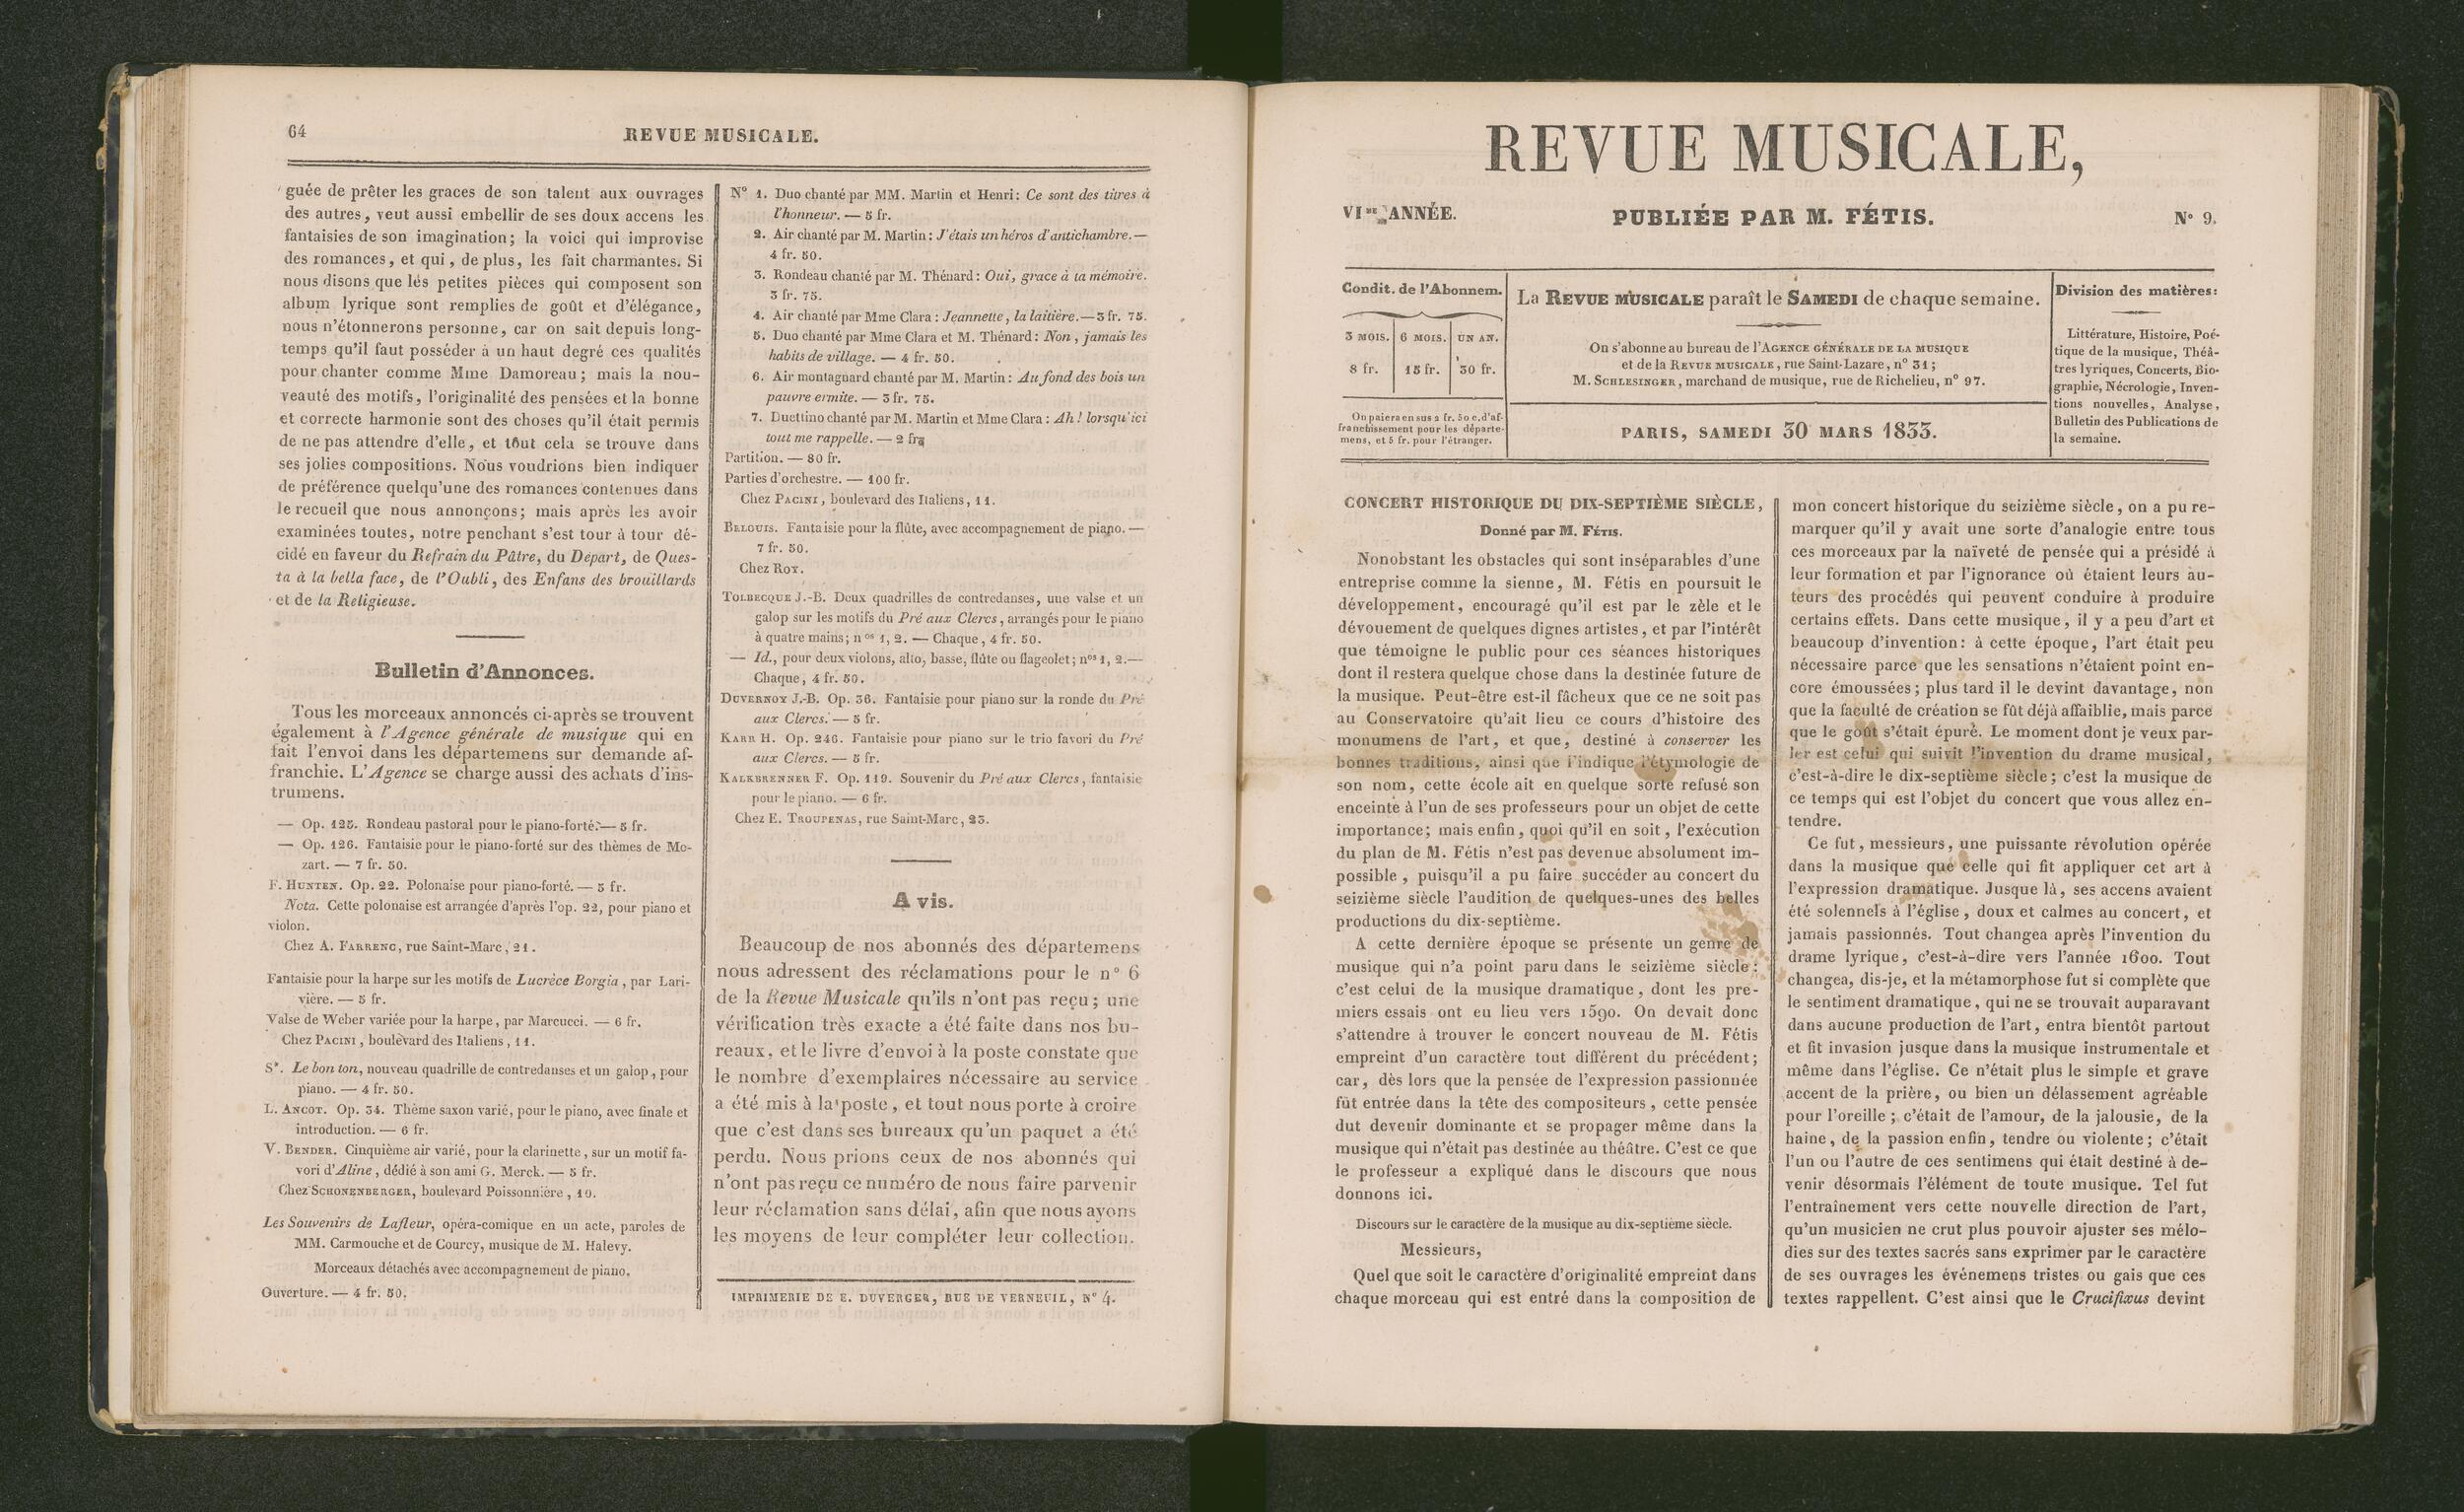 64
REVUE MUSICALE.
guée de prêter les graces de son talent aux ouvrages
des autres, veut aussi embellir de ses doux accens les
fantaisies de son imagination; la voici qui improvise
des romances, et qui, de plus, les fait charmantes. Si
nous disons que les petites pièces qui composent son
album lyrique sont remplies de goût et d'élégance,
nous n'étonnerons personne, car on sait depuis long-
temps qu'il faut posséder à un haut degré ces qualités
pour chanter comme Mme Damoreau; mais la nou-
veauté des motifs, l'originalité des pensées et la bonne
et correcte harmonie sont des choses qu'il était permis
de ne pas attendre d'elle, et tout cela se trouve dans
ses jolies compositions. Nous voudrions bien indiquer
de préférence quelqu'une des romances contenues dans
le recueil que nous annonçons; mais après les avoir
examinées toutes, notre penchant s'est tour à tour dé-
cidé en faveur du Refrain du Pâtre, du Départ, de Ques-
ta à la bella face, de l'Oubli, des Enfans des brouillards
et de la Religieuse.
Bulletin d'Annonces.
Tous les morceaux annoncés ci-après se trouvent
également à l'Agence générale de musique qui en
fait l'envoi dans les départemens sur demande af-
franchie. L'Agence se charge aussi des achats d'ins-
trumens.
— Op. 125. Rondeau pastoral pour le piano-forté.— 5 fr.
— Op. 126. Fantaisie pour le piano-forté sur des thèmes de Mo-
zart. — 7 fr. 50.
F. HUNTEN. Op. 22. Polonaise pour piano-forté. — 5 fr.
Nota. Cette polonaise est arrangée d'après l'op. 22, pour piano et
violon.
Chez A. FARRENC, rue Saint-Marc, 21.
Fantaisie pour la harpe sur les motifs de Lucrèce Borgia, par Lari-
vière. — 5 fr.
Valse de Weber variée pour la harpe, par Marcucci. — 6 fr.
Chez PACINI, boulevard des Italiens, 11.
S*. Le bon ton, nouveau quadrille de contredanses et un galop, pour
piano. — 4 fr. 50.
L. ANCOT. Op. 34. Thème saxon varié, pour le piano, avec finale et
introduction. — 6 fr.
V. BENDER. Cinquième air varié, pour la clarinette, sur un motif fa-
vori d'Aline, dédié à son ami G. Merck. — 5 fr.
Chez SCHONENBERGER, boulevard Poissonnière, 10.
Les Souvenirs de Lafleur, opéra-comique en un acte, paroles de
MM. Carmouche et de Courcy, musique de M. Halevy.
Morceaux détachés avec accompagnement de piano.
Ouverture. — 4 fr. 50.
N° 1. Duo chanté par MM. Martin et Henri: Ce sont des titres à
l'honneur. — 5 fr.
2. Air chanté par M. Martin: J'étais un héros d'antichambre.—
4 fr. 50.
3. Rondeau chanté par M. Thénard: Oui, grace à la mémoire.
3 fr. 75.
4. Air chanté par Mme Clara: Jeannette, la laitière.—3 fr. 75.
5. Duo chanté par Mme Clara et M. Thénard: Non, jamais les
habits de village. — 4 fr. 50.
6. Air montagnard chanté par M. Martin: Au fond des bois un
pauvre ermite. — 3 fr. 75.
7. Duettino chanté par M. Martin et Mme Clara: Ah! lorsqu'ici
tout me rappelle. — 2 fr.
Partition. — 80 fr.
Parties d'orchestre. — 100 fr.
Chez PACINI, boulevard des Italiens, 11.
BELOUIS. Fantaisie pour la flûte, avec accompagnement de piano. —
7 fr. 50.
Chez ROY.
TOLBECQUE J.-B. Deux quadrilles de contredanses, une valse et un
galop sur les motifs du Pré aux Clercs, arrangés pour le piano
à quatre mains; nos 1, 2. — Chaque, 4 fr. 50.
— Id., pour deux violons, alto, basse, flûte ou flageolet; nos 1, 2.—
Chaque, 4 fr. 50.
DUVERNOY J.-B. Op. 36. Fantaisie pour piano sur la ronde du Pré
aux Clercs. — 5 fr.
KARR H. Op. 246. Fantaisie pour piano sur le trio favori du Pré
aux Clercs. — 5 fr.
KALKBRENNER F. Op. 119. Souvenir du Pré aux Clercs, fantaisie
pour le piano. — 6 fr.
Chez E. TROUPENAS, rue Saint-Marc, 23.
Avis.
Beaucoup de nos abonnés des départemens
nous adressent des réclamations pour le n° 6
de la Revue Musicale qu'ils n'ont pas reçu; une
vérification très exacte a été faite dans nos bu-
reaux, et le livre d'envoi à la poste constate que
le nombre d'exemplaires nécessaire au service
a été mis à la poste, et tout nous porte à croire
que c'est dans ses bureaux qu'un paquet a été
perdu. Nous prions ceux de nos abonnés qui
n'ont pas reçu ce numéro de nous faire parvenir
leur réclamation sans délai, afin que nous ayons
les moyens de leur compléter leur collection.
IMPRIMERIE DE E. DUVERGER, RUE DE VERNEUIL, N° 4.
REVUE MUSICALE,
VIme ANNÉE.
PUBLIÉE PAR M. FÉTIS.
N° 9.
Condit. de l'Abonnem.
3 MOIS. 6 MOIS. UN AN.
8 fr. 15 fr. 30 fr.
On paiera en sus 2 fr. 50 c. d'af-
franchissement pour les départe-
mens, et 5 fr. pour l'étranger.
La REVUE MUSICALE paraît le SAMEDI de chaque semaine.
On s'abonne au bureau de l'AGENCE GÉNÉRALE DE LA MUSIQUE
et de la REVUE MUSICALE, rue Saint-Lazare, n° 31;
M. SCHLESINGER, marchand de musique, rue de Richelieu, n° 97.
PARIS, SAMEDI 30 MARS 1833.
Division des matières:
Littérature, Histoire, Poé-
tique de la musique, Théâ-
tres lyriques, Concerts, Bio-
graphie, Nécrologie, Inven-
tions nouvelles, Analyse,
Bulletin des Publications de
la semaine.
CONCERT HISTORIQUE DU DIX-SEPTIÈME SIÈCLE,
Donné par M. FÉTIS.
Nonobstant les obstacles qui sont inséparables d'une
entreprise comme la sienne, M. Fétis en poursuit le
développement, encouragé qu'il est par le zèle et le
dévouement de quelques dignes artistes, et par l'intérêt
que témoigne le public pour ces séances historiques
dont il restera quelque chose dans la destinée future de
la musique. Peut-être est-il fâcheux que ce ne soit pas
au Conservatoire qu'ait lieu ce cours d'histoire des
monumens de l'art, et que, destiné à conserver les
bonnes traditions, ainsi que l'indique l'étymologie de
son nom, cette école ait en quelque sorte refusé son
enceinte à l'un de ses professeurs pour un objet de cette
importance; mais enfin, quoi qu'il en soit, l'exécution
du plan de M. Fétis n'est pas devenue absolument im-
possible, puisqu'il a pu faire succéder au concert du
seizième siècle l'audition de quelques-unes des belles
productions du dix-septième.
A cette dernière époque se présente un genre de
musique qui n'a point paru dans le seizième siècle:
c'est celui de la musique dramatique, dont les pre-
miers essais ont eu lieu vers 1590. On devait donc
s'attendre à trouver le concert nouveau de M. Fétis
empreint d'un caractère tout différent du précédent;
car, dès lors que la pensée de l'expression passionnée
fût entrée dans la tête des compositeurs, cette pensée
dut devenir dominante et se propager même dans la
musique qui n'était pas destinée au théâtre. C'est ce que
le professeur a expliqué dans le discours que nous
donnons ici.
Discours sur le caractère de la musique au dix-septième siècle.
Messieurs,
Quel que soit le caractère d'originalité empreint dans
chaque morceau qui est entré dans la composition de
mon concert historique du seizième siècle, on a pu re-
marquer qu'il y avait une sorte d'analogie entre tous
ces morceaux par la naïveté de pensée qui a présidé à
leur formation et par l'ignorance où étaient leurs au-
teurs des procédés qui peuvent conduire à produire
certains effets. Dans cette musique, il y a peu d'art et
beaucoup d'invention: à cette époque, l'art était peu
nécessaire parce que les sensations n'étaient point en-
core émoussées; plus tard il le devint davantage, non
que la faculté de création se fût déjà affaiblie, mais parce
que le goût s'était épuré. Le moment dont je veux par-
ler est celui qui suivit l'invention du drame musical,
c'est-à-dire le dix-septième siècle; c'est la musique de
ce temps qui est l'objet du concert que vous allez en-
tendre.
Ce fut, messieurs, une puissante révolution opérée
dans la musique que celle qui fit appliquer cet art à
l'expression dramatique. Jusque là, ses accens avaient
été solennels à l'église, doux et calmes au concert, et
jamais passionnés. Tout changea après l'invention du
drame lyrique, c'est-à-dire vers l'année 1600. Tout
changea, dis-je, et la métamorphose fut si complète que
le sentiment dramatique, qui ne se trouvait auparavant
dans aucune production de l'art, entra bientôt partout
et fit invasion jusque dans la musique instrumentale et
même dans l'église. Ce n'était plus le simple et grave
accent de la prière, ou bien un délassement agréable
pour l'oreille; c'était de l'amour, de la jalousie, de la
haine, de la passion enfin, tendre ou violente; c'était
l'un ou l'autre de ces sentimens qui était destiné à de-
venir désormais l'élément de toute musique. Tel fut
l'entraînement vers cette nouvelle direction de l'art,
qu'un musicien ne crut plus pouvoir ajuster ses mélo-
dies sur des textes sacrés sans exprimer par le caractère
de ses ouvrages les événemens tristes ou gais que ces
textes rappellent. C'est ainsi que le Crucifixus devint